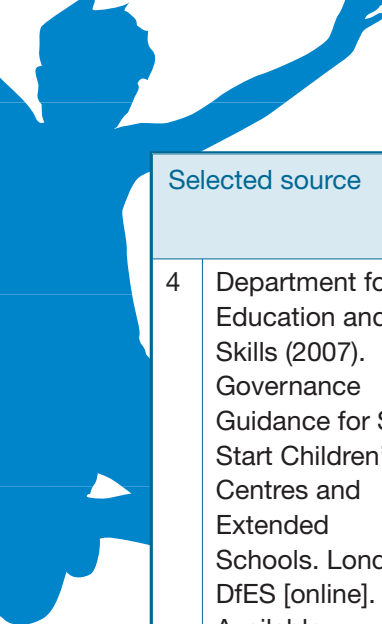 Selected source
4 Department fo
Education and
Skills (2007).
Governance
Guidance for S
Start Children'
Centres and
Extended
Schools. Lond
DfES [online].